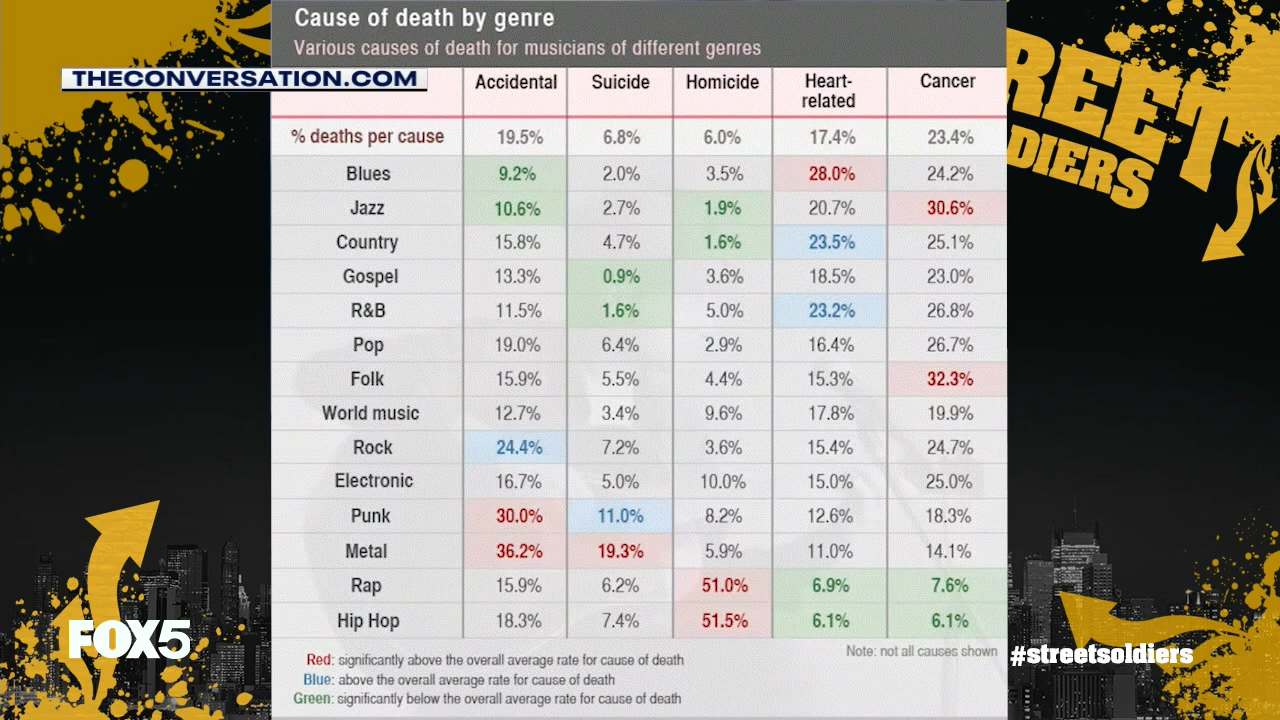 Cause of death by genre
Various causes of death for musicians of different genres
THECONVERSATION.COM
REET
DIERS
Accidental Suicide Homicide Heart-related Cancer
% deaths per cause 19.5% 6.8% 6.0% 17.4% 23.4%
Blues 9.2% 2.0% 3.5% 28.0% 24.2%
Jazz 10.6% 2.7% 1.9% 20.7% 30.6%
Country 15.8% 4.7% 1.6% 23.5% 25.1%
Gospel 13.3% 0.9% 3.6% 18.5% 23.0%
R&B 11.5% 1.6% 5.0% 23.2% 26.8%
Pop 19.0% 6.4% 2.9% 16.4% 26.7%
Folk 15.9% 5.5% 4.4% 15.3% 32.3%
World music 12.7% 3.4% 9.6% 17.8% 19.9%
Rock 24.4% 7.2% 3.6% 15.4% 24.7%
Electronic 16.7% 5.0% 10.0% 15.0% 25.0%
Punk 30.0% 11.0% 8.2% 12.6% 18.3%
Metal 36.2% 19.3% 5.9% 11.0% 14.1%
Rap 15.9% 6.2% 51.0% 6.9% 7.6%
Hip Hop 18.3% 7.4% 51.5% 6.1% 6.1%
Red: significantly above the overall average rate for cause of death
Blue: above the overall average rate for cause of death
Green: significantly below the overall average rate for cause of death
Note: not all causes shown
FOX5
#streetsoldiers